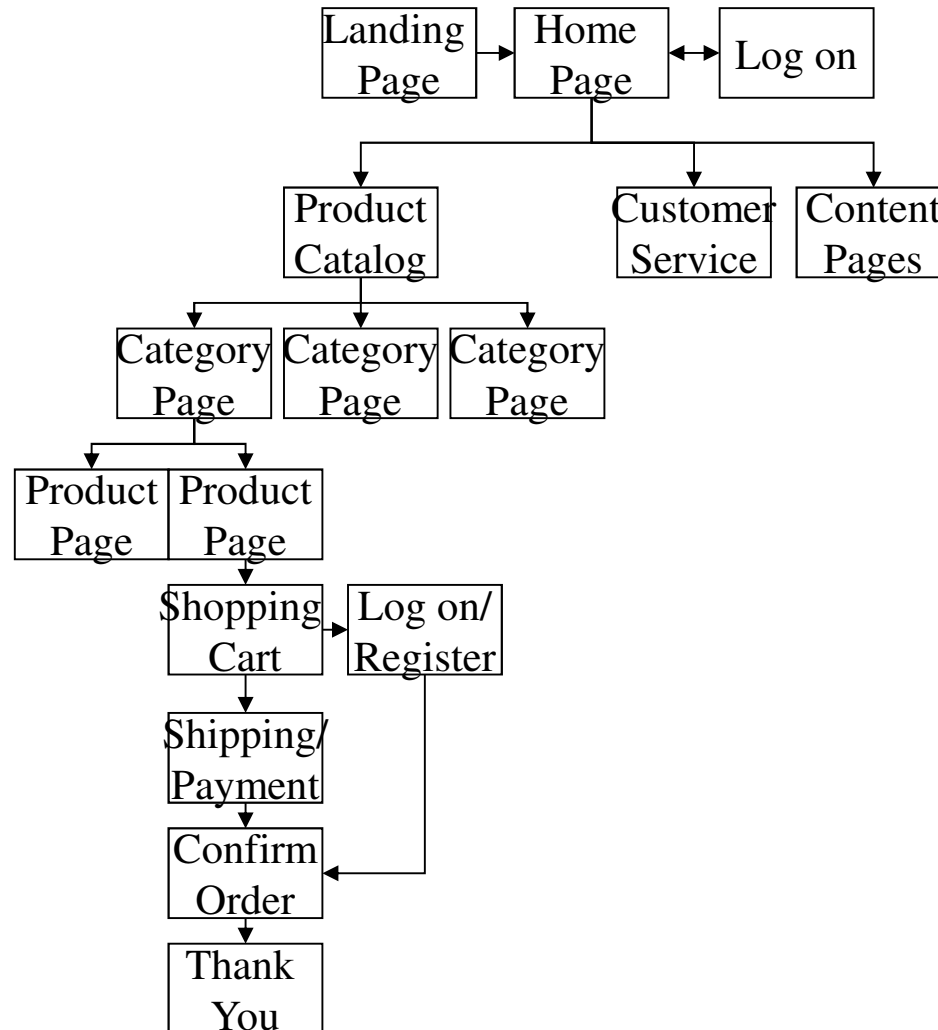 Landing
Page
Home
Page
Log on
Product
Catalog
Customer
Service
Content
Pages
Category
Page
Category
Page
Category
Page
Product
Page
Product
Page
Shopping
Cart
Log on/
Register
Shipping/
Payment
Confirm
Order
Thank
You